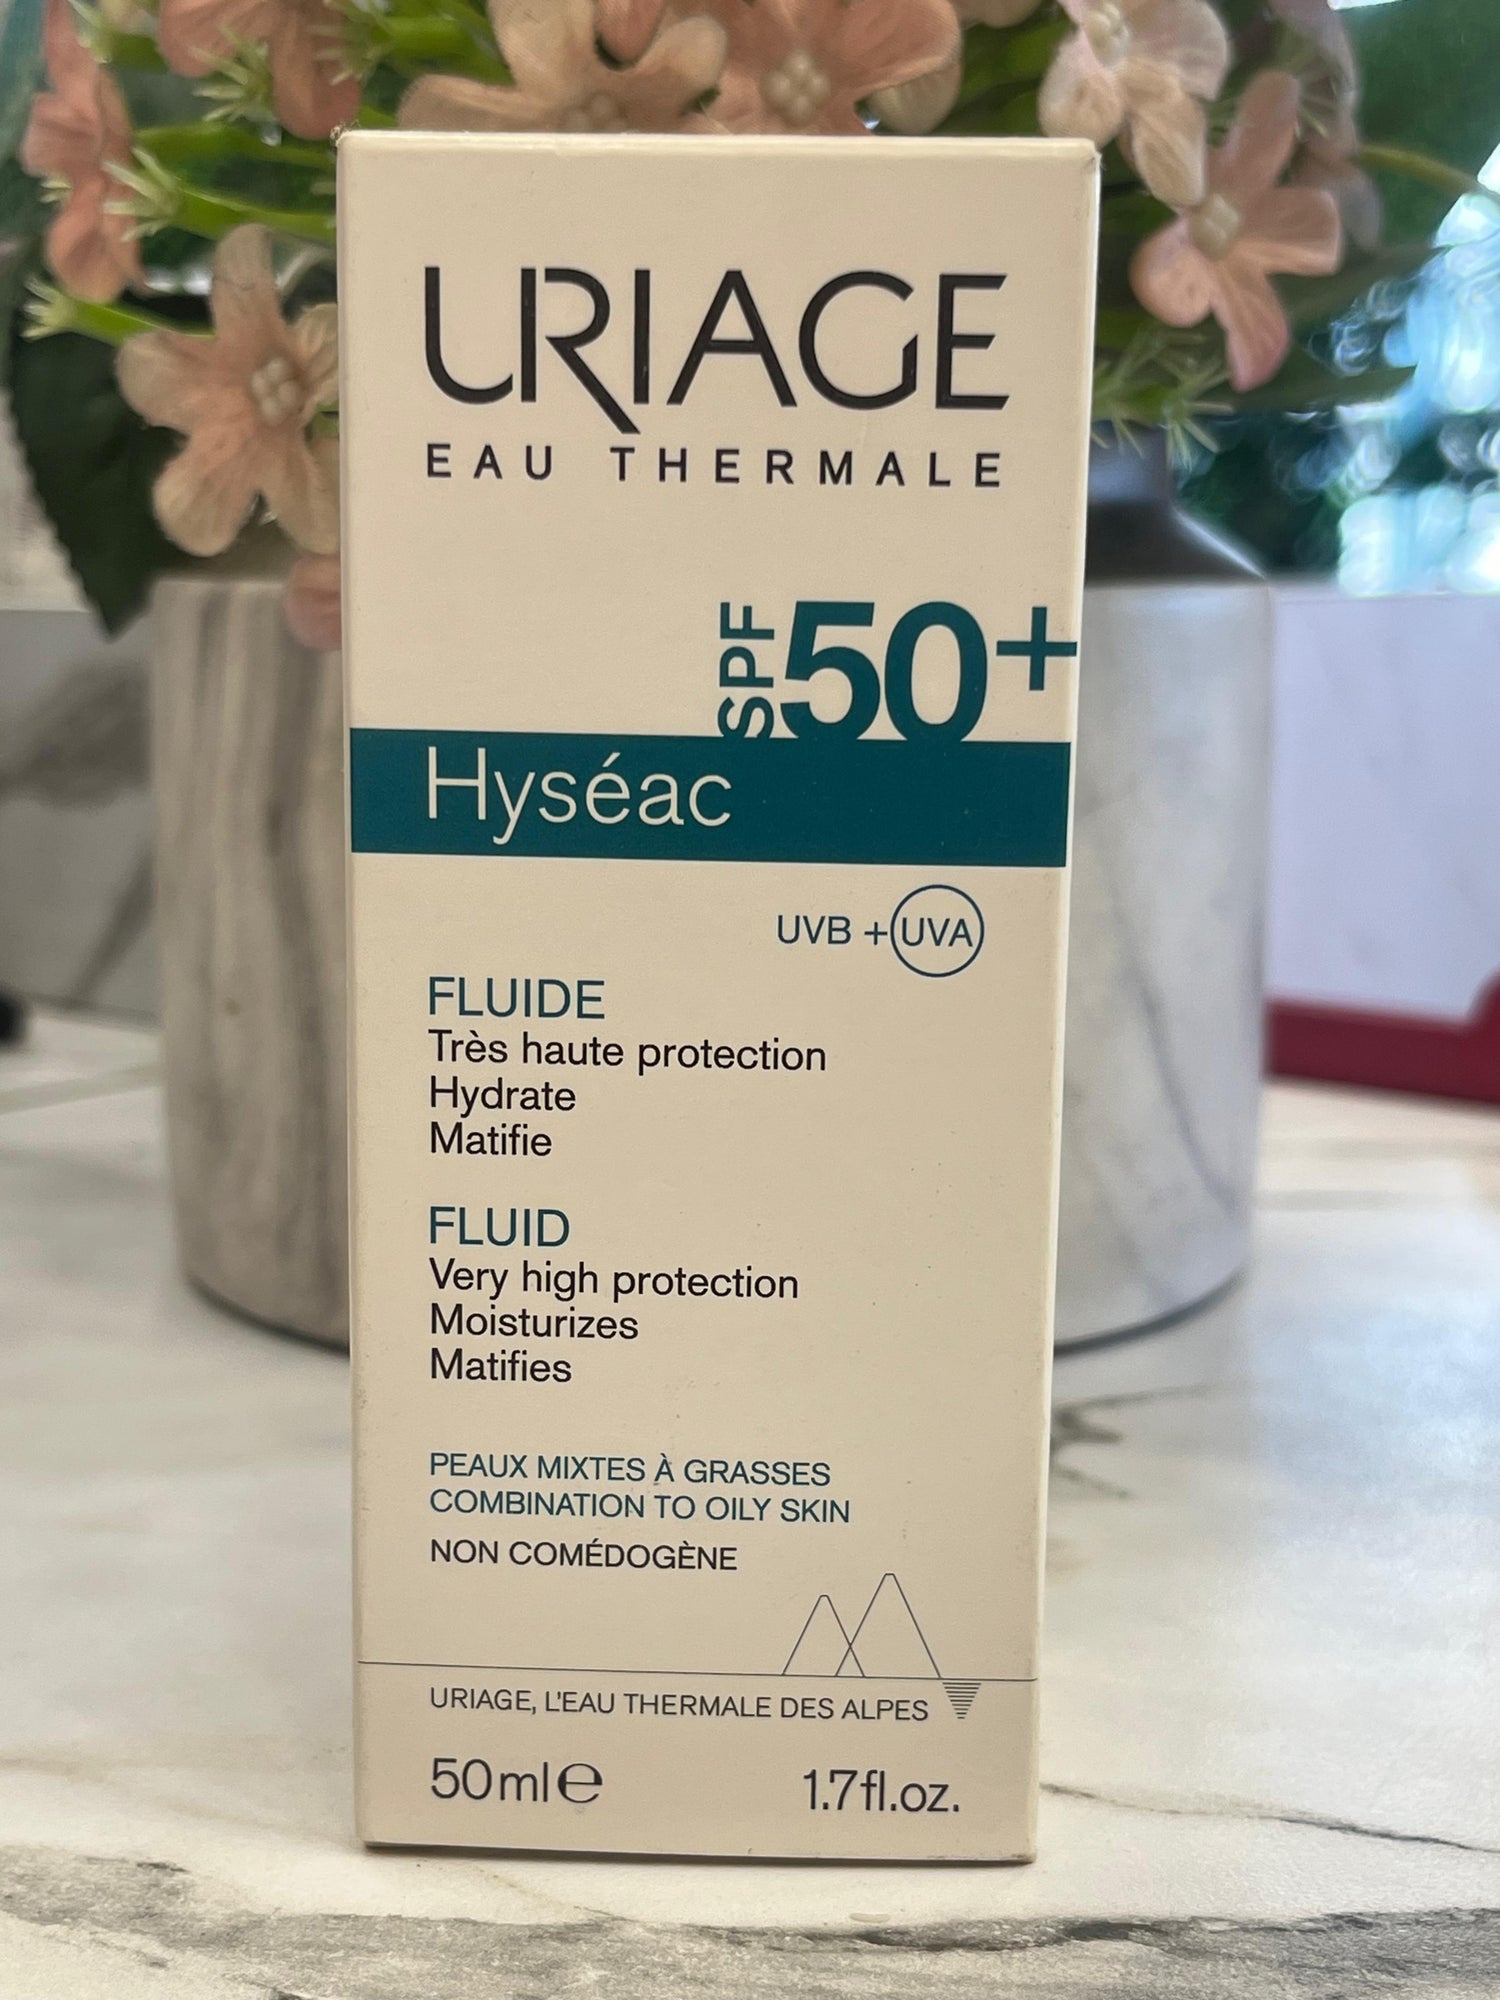 URIAGE
EAU THERMALE
SPF 50+
Hyséac
UVB + UVA
FLUIDE
Très haute protection
Hydrate
Matifie
FLUID
Very high protection
Moisturizes
Matifies
PEAUX MIXTES À GRASSES
COMBINATION TO OILY SKIN
NON COMÉDOGÈNE
URIAGE, L'EAU THERMALE DES ALPES
50ml℮ 1.7fl.oz.